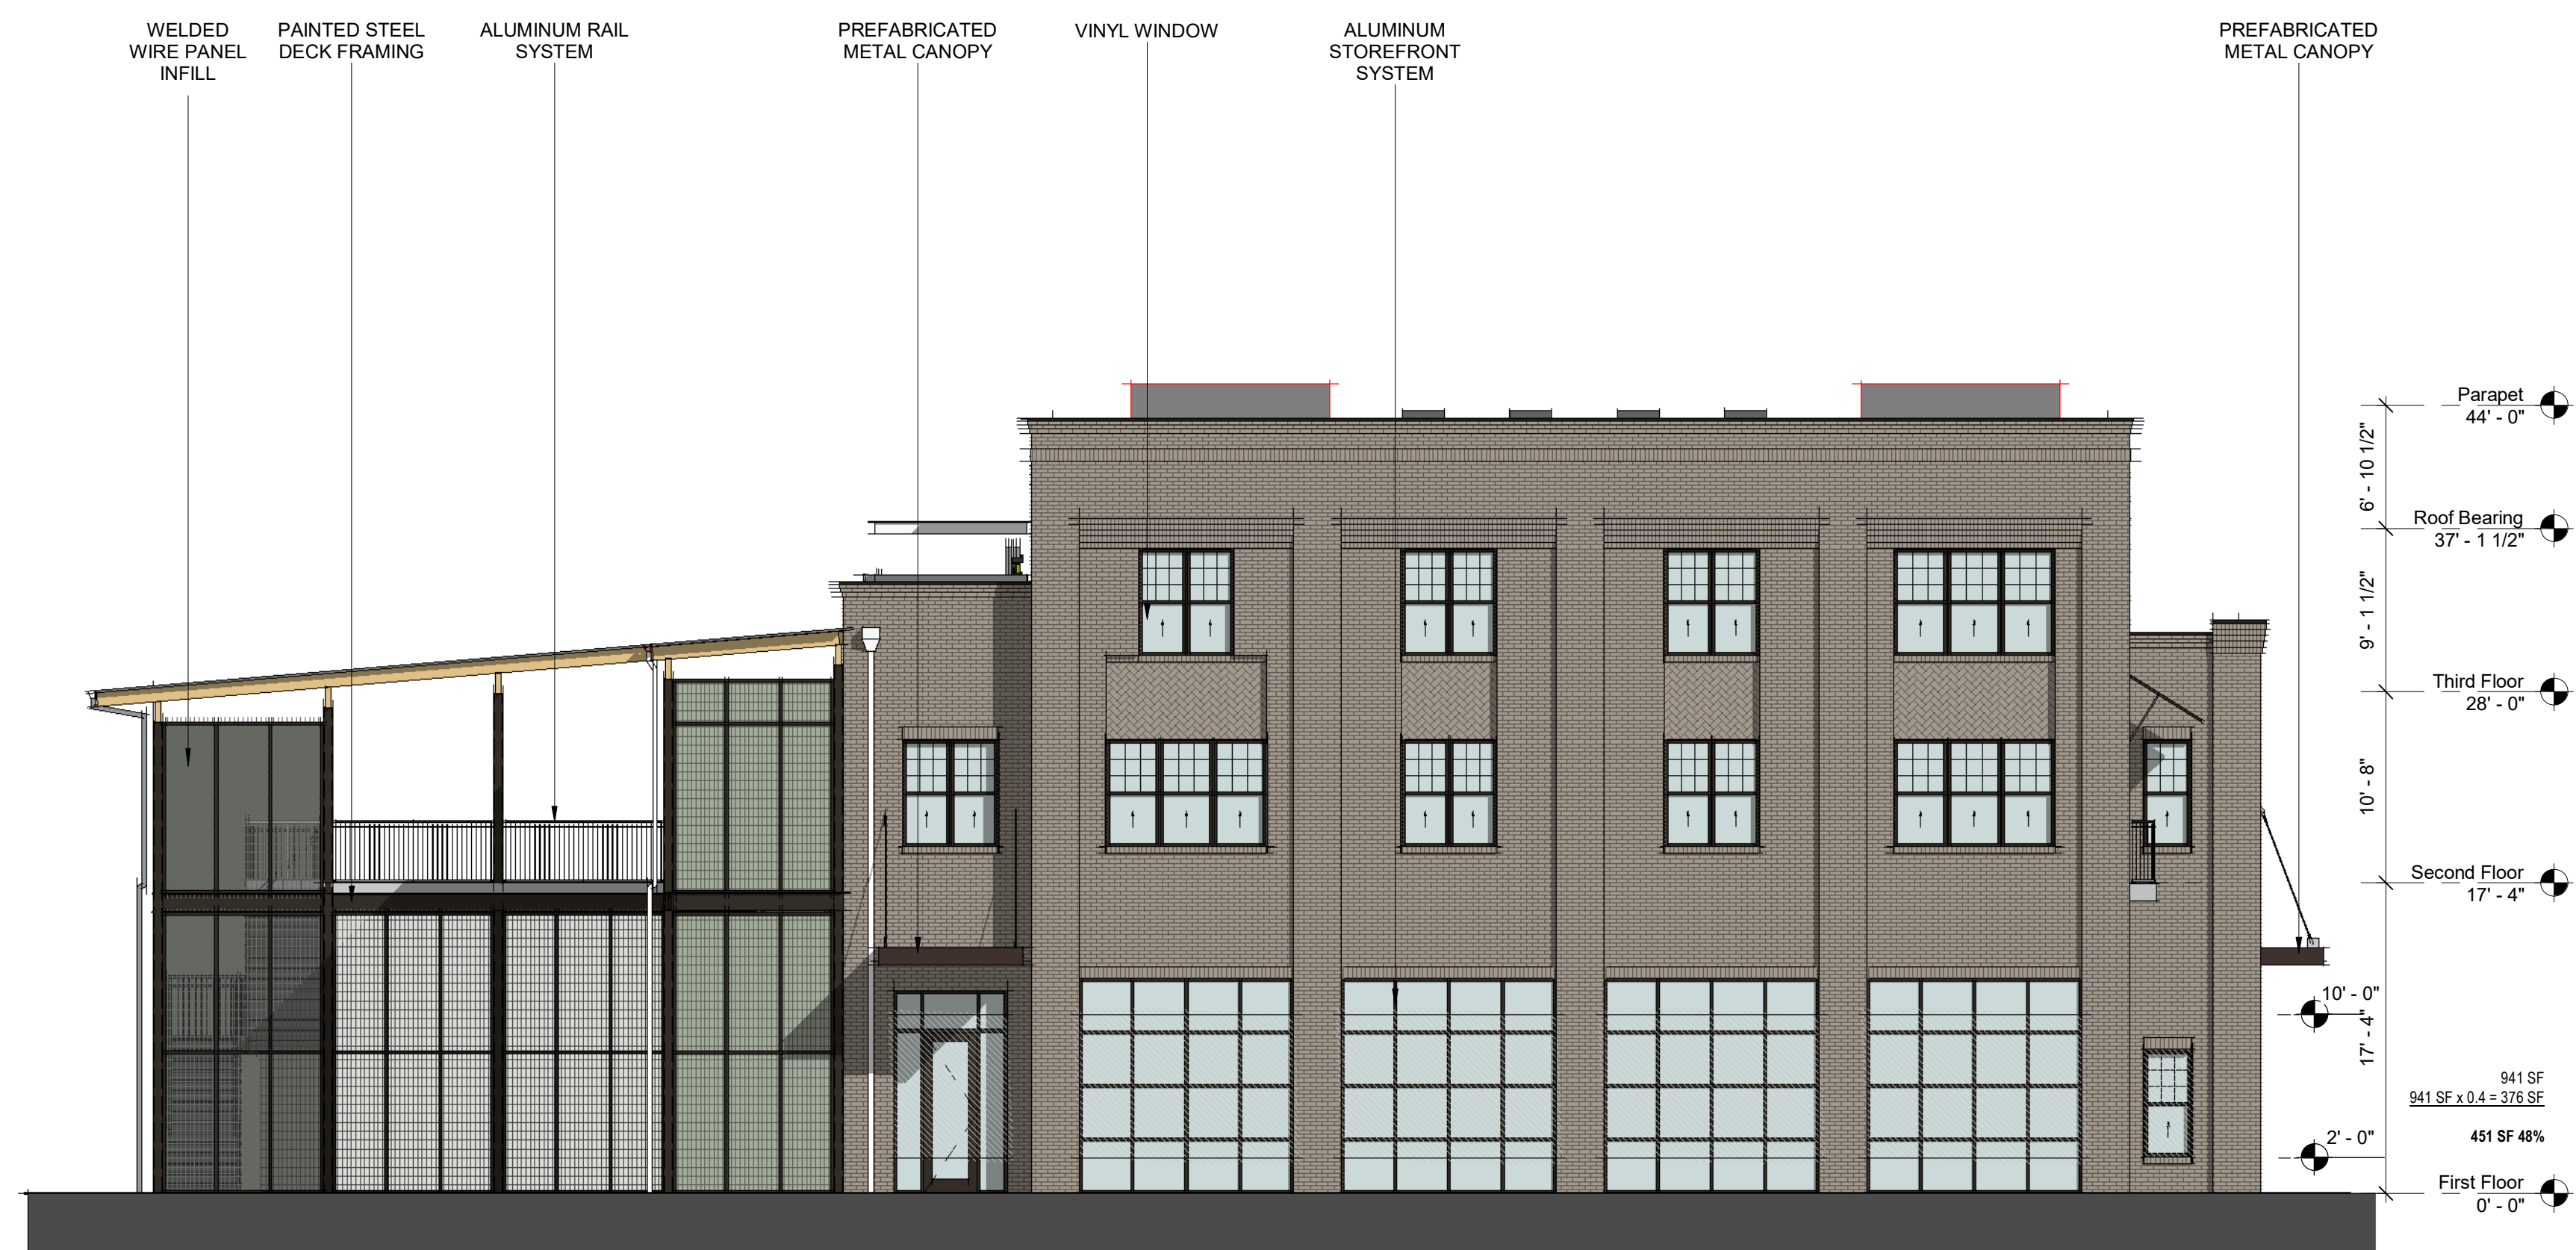 WELDED
WIRE PANEL
INFILL
PAINTED STEEL
DECK FRAMING
ALUMINUM RAIL
SYSTEM
PREFABRICATED
METAL CANOPY
VINYL WINDOW
ALUMINUM
STOREFRONT
SYSTEM
PREFABRICATED
METAL CANOPY
Parapet
44' - 0"
6' - 10 1/2"
Roof Bearing
37' - 1 1/2"
9' - 1 1/2"
Third Floor
28' - 0"
10' - 8"
Second Floor
17' - 4"
10' - 0"
17' - 4"
941 SF
941 SF x 0.4 = 376 SF
451 SF 48%
2' - 0"
First Floor
0' - 0"